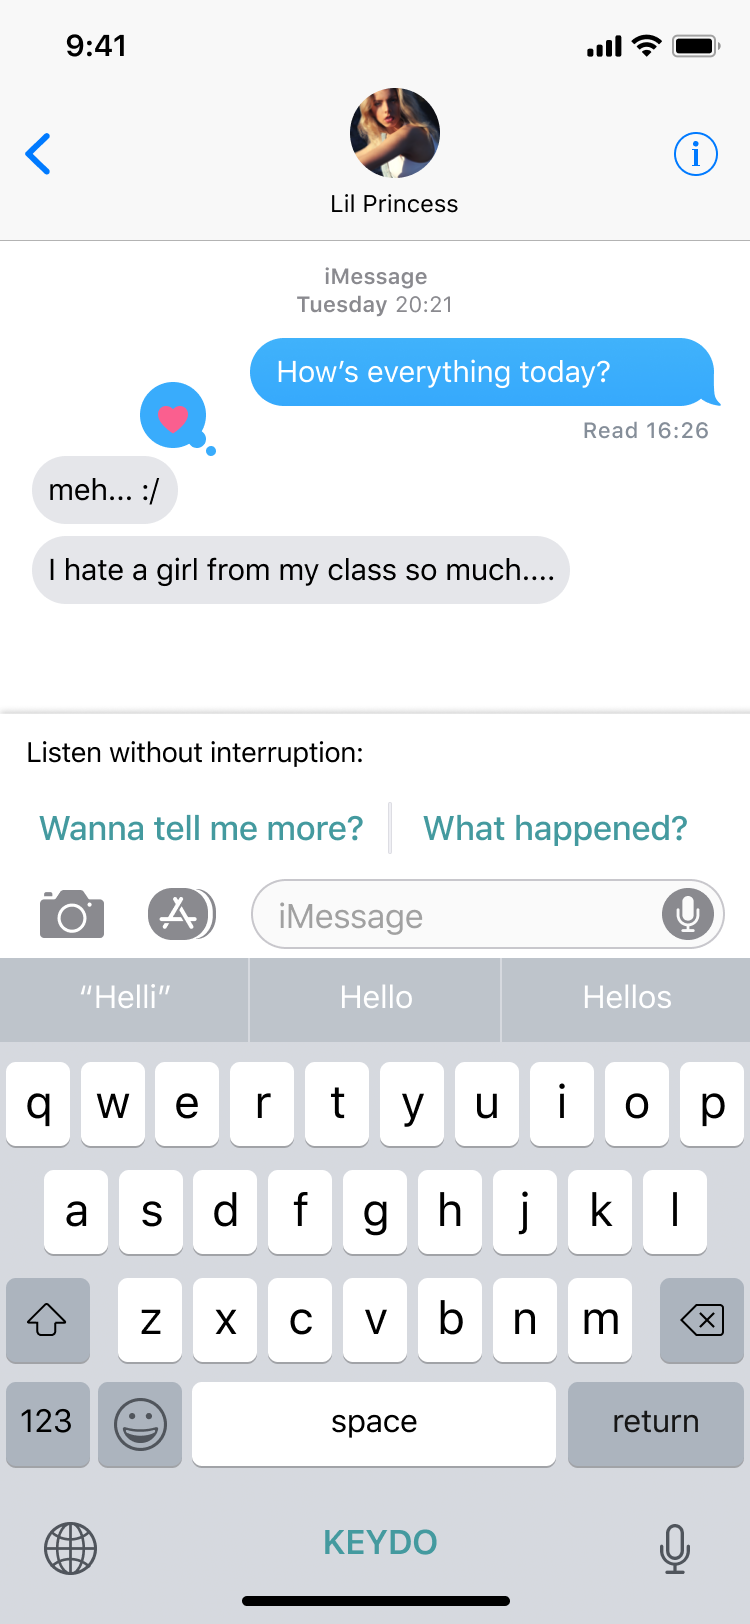 9:41
Lil Princess
iMessage
Tuesday 20:21
How’s everything today?
Read 16:26
meh... :/
I hate a girl from my class so much....
Listen without interruption:
Wanna tell me more? What happened?
iMessage
“Helli” Hello Hellos
q w e r t y u i o p
a s d f g h j k l
z x c v b n m
123 space return
KEYDO